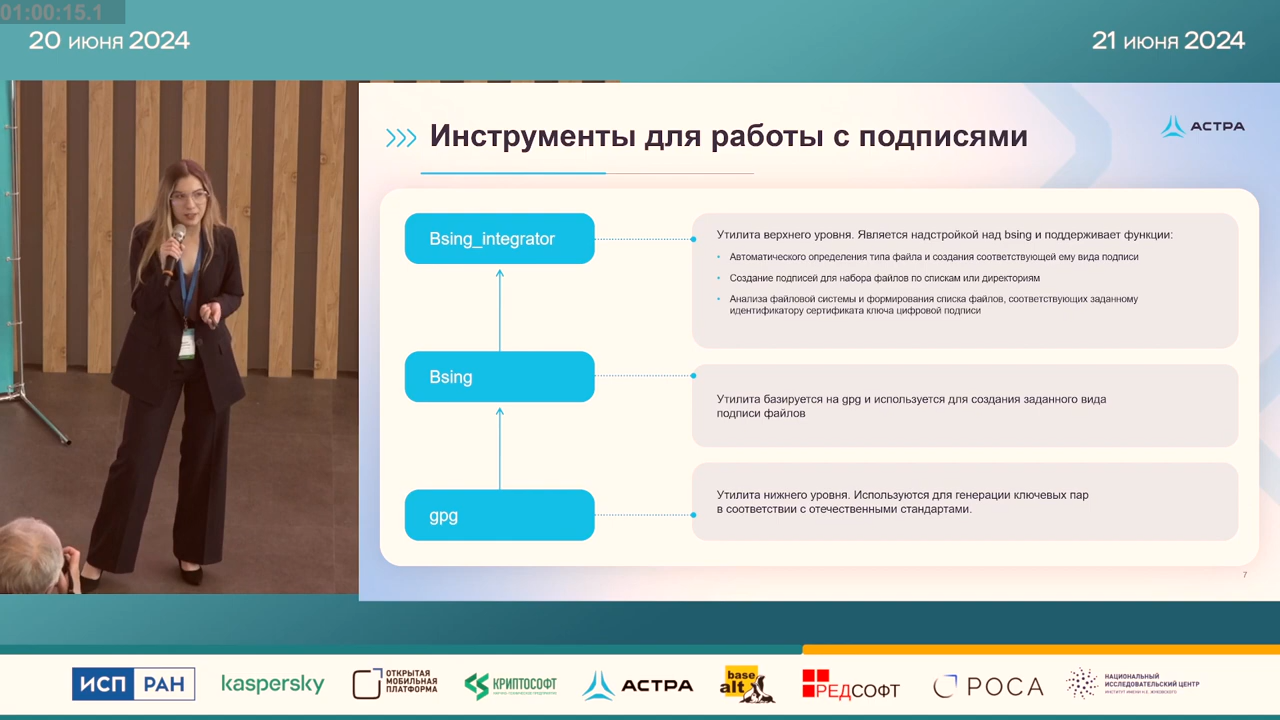 01:00:15.1
20 июня 2024
21 июня 2024
Инструменты для работы с подписями
АСТРА
Bsing_integrator
Утилита верхнего уровня. Является надстройкой над bsing и поддерживает функции:
• Автоматического определения типа файла и создания соответствующей ему вида подписи
• Создание подписей для набора файлов по спискам или директориям
• Анализа файловой системы и формирования списка файлов, соответствующих заданному
идентификатору сертификата ключа цифровой подписи
Bsing
Утилита базируется на gpg и используется для создания заданного вида
подписи файлов
gpg
Утилита нижнего уровня. Используются для генерации ключевых пар
в соответствии с отечественными стандартами.
7
ИСП РАН
kaspersky
ОТКРЫТАЯ
МОБИЛЬНАЯ
ПЛАТФОРМА
КРИПТОСОФТ
АСТРА
base
alt
РЕДСОФТ
РОСА
НАЦИОНАЛЬНЫЙ
ИССЛЕДОВАТЕЛЬСКИЙ ЦЕНТР